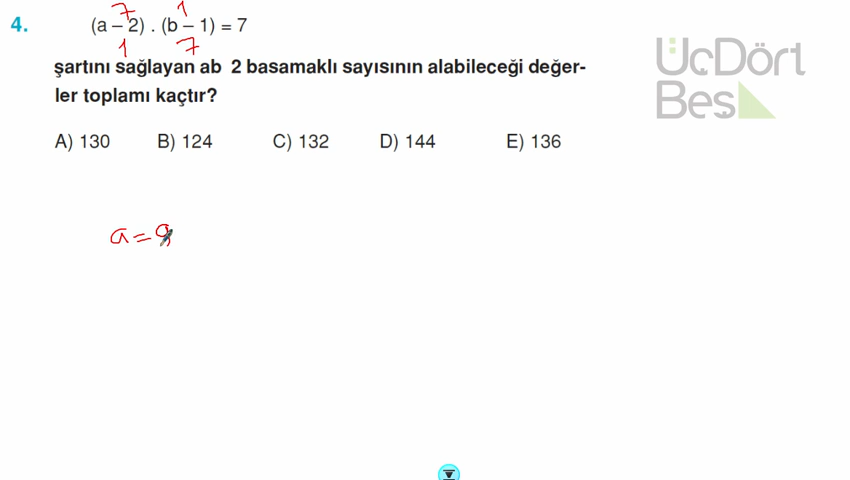 7 1
4. (a – 2) . (b – 1) = 7
1 7
şartını sağlayan ab 2 basamaklı sayısının alabileceği değer-
ler toplamı kaçtır?
A) 130 B) 124 C) 132 D) 144 E) 136
a = 9
ÜçDört
Beş